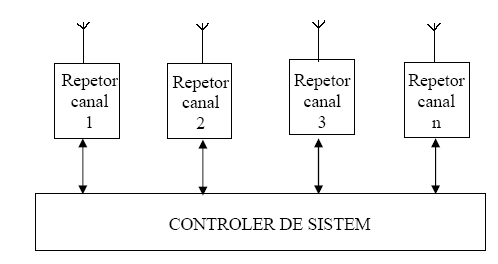 Repetor
canal
1
Repetor
canal
2
Repetor
canal
3
Repetor
canal
n
CONTROLER DE SISTEM